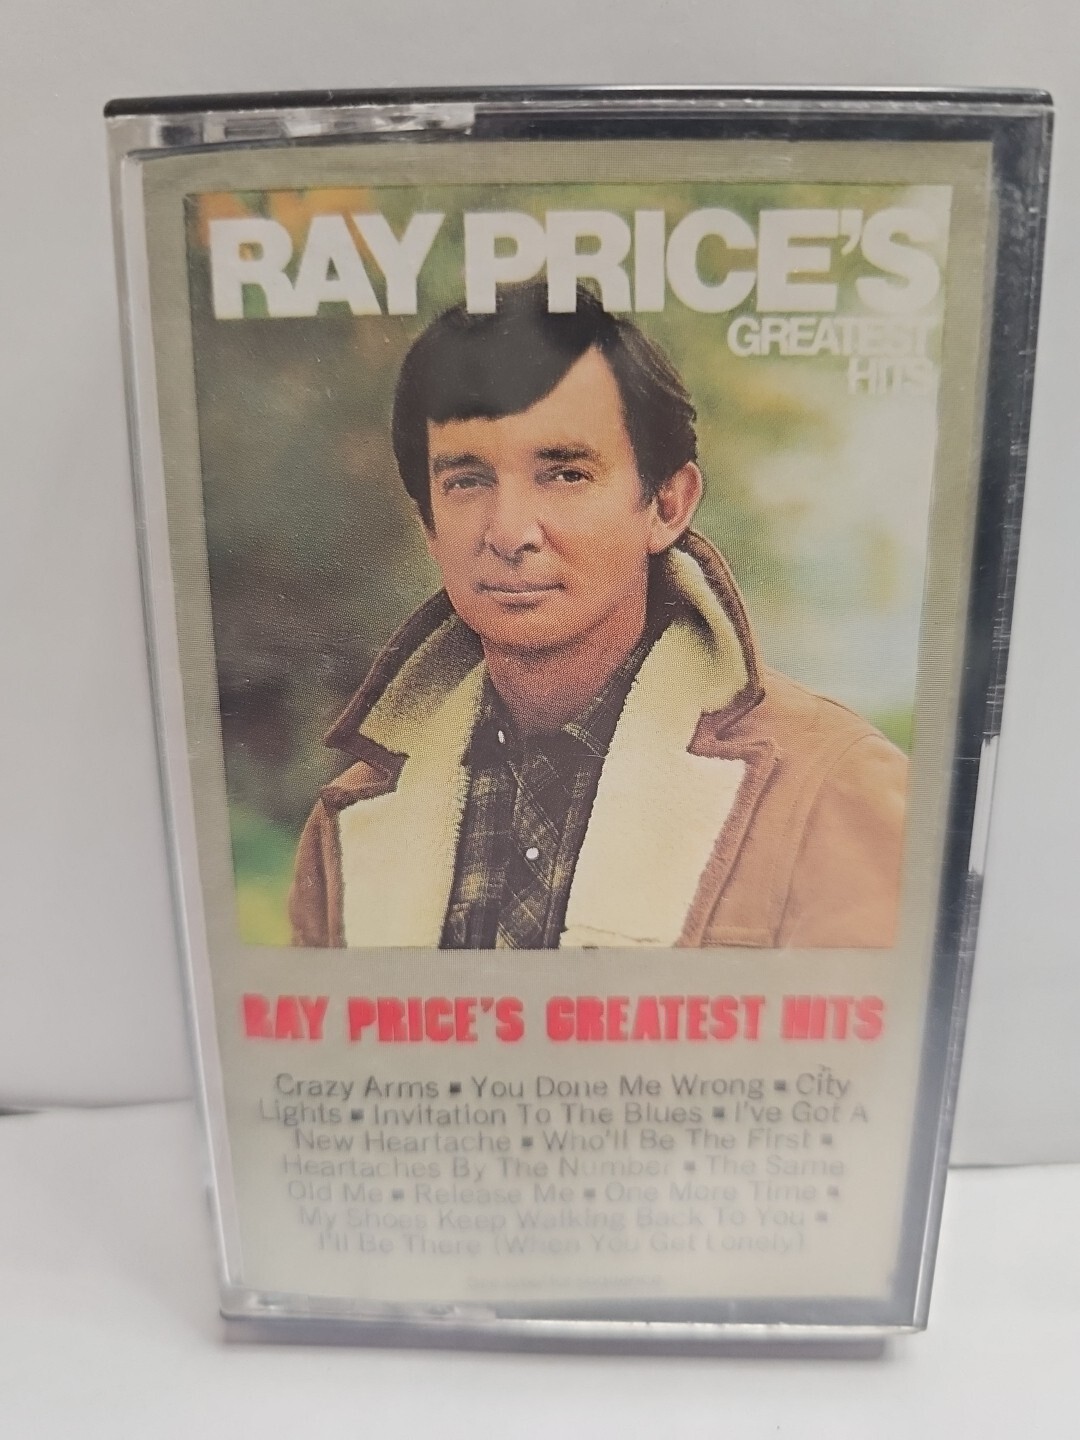 RAY PRICE'S
GREATEST
HITS
RAY PRICE'S GREATEST HITS
Crazy Arms ▪ You Done Me Wrong ▪ City
Lights ▪ Invitation To The Blues ▪ I've Got A
New Heartache ▪ Who'll Be The First ▪
Heartaches By The Number ▪ The Same
Old Me ▪ Release Me ▪ One More Time ▪
My Shoes Keep Walking Back To You ▪
I'll Be There (When You Get Lonely)